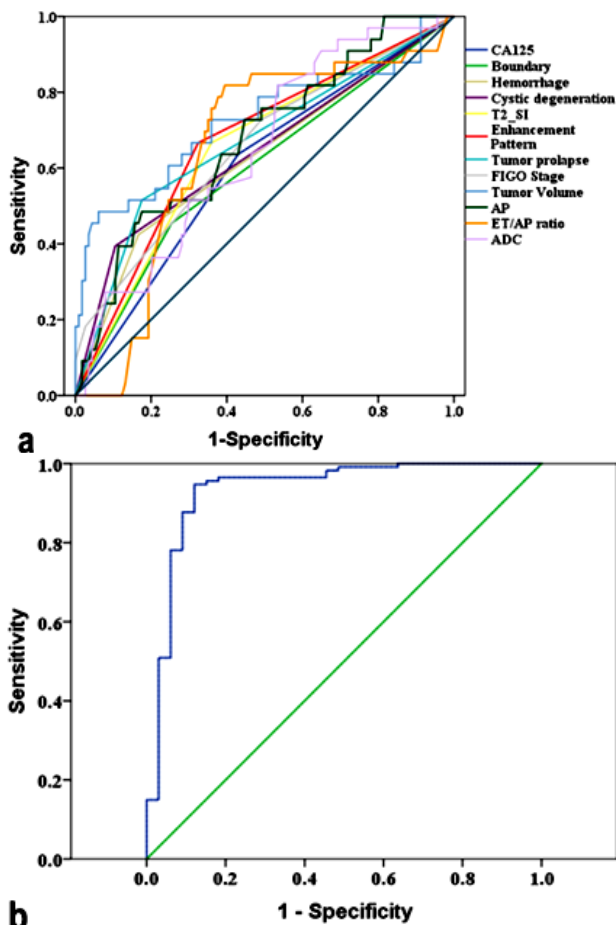 1.0
0.8
0.6
0.4
0.2
0.0
Sensitivity
0.0 0.2 0.4 0.6 0.8 1.0
1-Specificity
CA125
Boundary
Hemorrhage
Cystic degeneration
T2_SI
Enhancement
Pattern
Tumor prolapse
FIGO Stage
Tumor Volume
AP
ET/AP ratio
ADC
a
1.0
0.8
0.6
0.4
0.2
0.0
Sensitivity
0.0 0.2 0.4 0.6 0.8 1.0
1 - Specificity
b